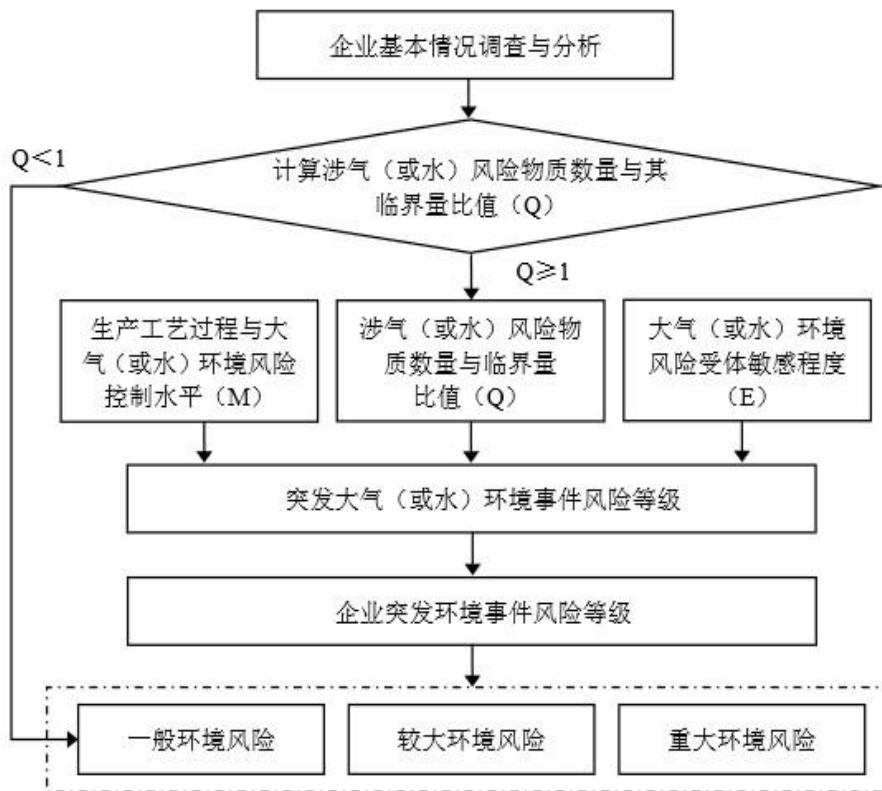 企业基本情况调查与分析
Q＜1
计算涉气（或水）风险物质数量与其
临界量比值（Q）
Q≥1
生产工艺过程与大
气（或水）环境风险
控制水平（M）
涉气（或水）风险物
质数量与临界量
比值（Q）
大气（或水）环境
风险受体敏感程度
（E）
突发大气（或水）环境事件风险等级
企业突发环境事件风险等级
一般环境风险
较大环境风险
重大环境风险